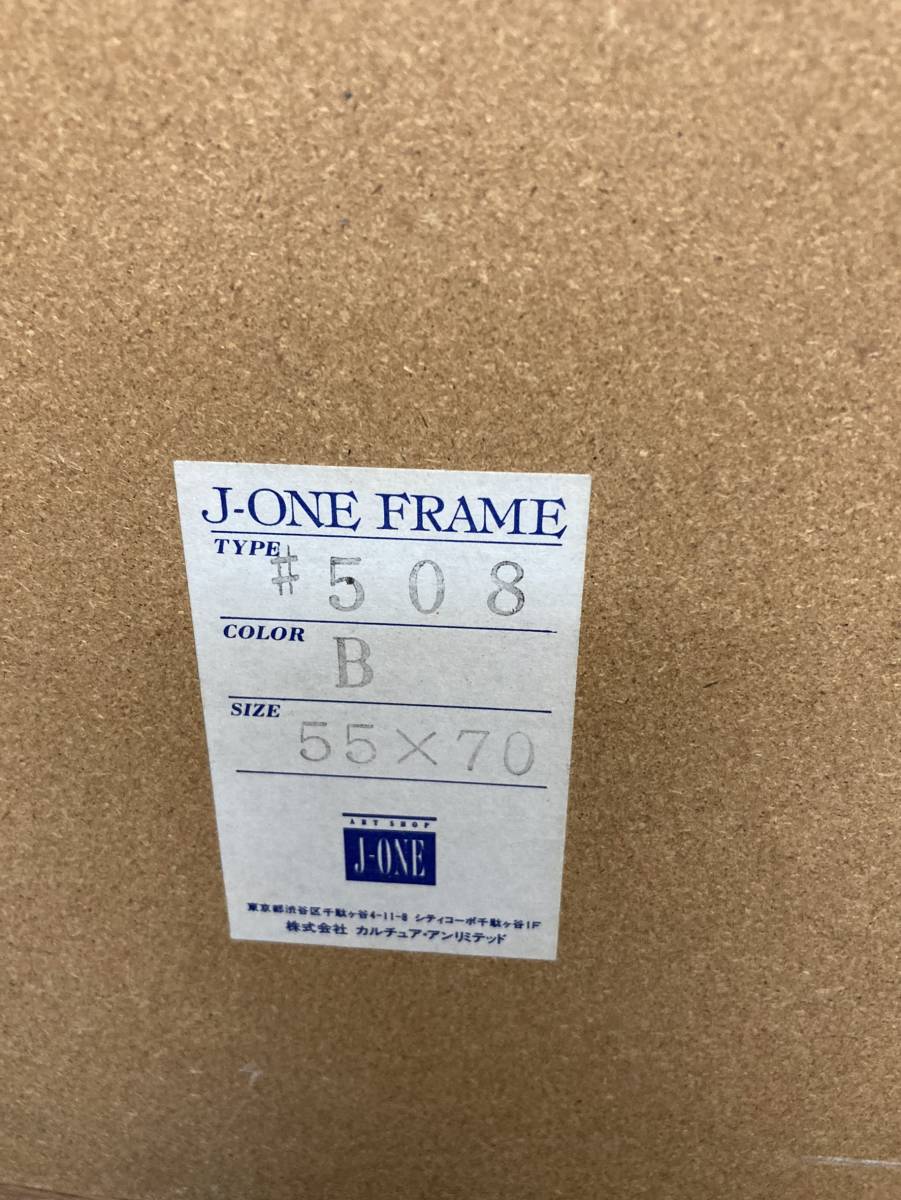 J-ONE FRAME
TYPE
#508
COLOR
B
SIZE
55×70
ART SHOP
J-ONE
東京都渋谷区千駄ヶ谷4-11-8 シティコーポ千駄ヶ谷1F
株式会社 カルチュア・アンリミテッド